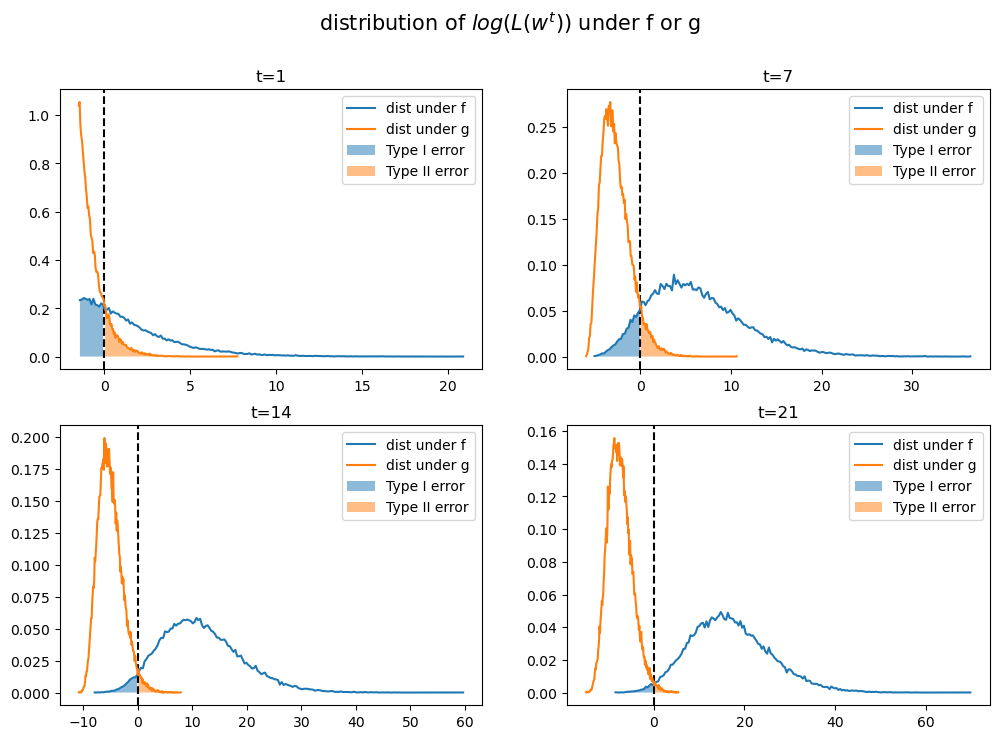 distribution of log(L(w^t)) under f or g
t=1
dist under f
dist under g
Type I error
Type II error
1.0
0.8
0.6
0.4
0.2
0.0
0 5 10 15 20
t=7
dist under f
dist under g
Type I error
Type II error
0.25
0.20
0.15
0.10
0.05
0.00
0 10 20 30
t=14
dist under f
dist under g
Type I error
Type II error
0.200
0.175
0.150
0.125
0.100
0.075
0.050
0.025
0.000
−10 0 10 20 30 40 50 60
t=21
dist under f
dist under g
Type I error
Type II error
0.16
0.14
0.12
0.10
0.08
0.06
0.04
0.02
0.00
0 20 40 60